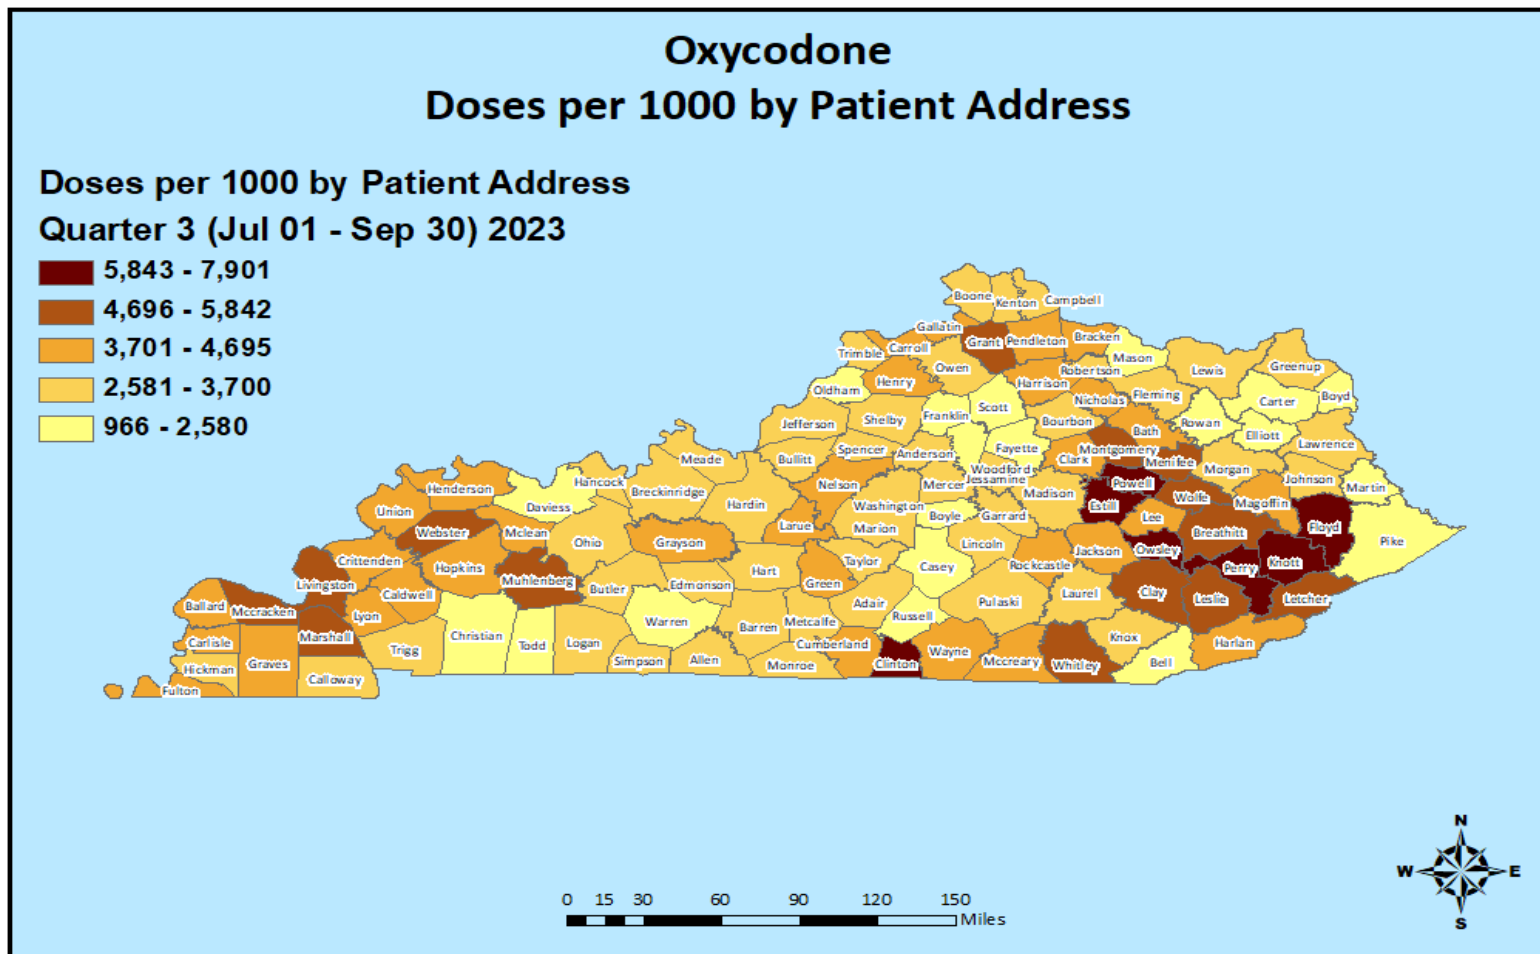 Oxycodone
Doses per 1000 by Patient Address
Doses per 1000 by Patient Address
Quarter 3 (Jul 01 - Sep 30) 2023
5,843 - 7,901
4,696 - 5,842
3,701 - 4,695
2,581 - 3,700
966 - 2,580
Boone
Kenton
Campbell
Gallatin
Trimble
Carroll
Grant
Pendleton
Bracken
Mason
Owen
Robertson
Lewis
Greenup
Oldham
Henry
Harrison
Nicholas
Fleming
Carter
Boyd
Jefferson
Shelby
Franklin
Scott
Bourbon
Bath
Rowan
Elliott
Lawrence
Meade
Bullitt
Spencer
Anderson
Fayette
Woodford
Clark
Montgomery
Menifee
Morgan
Johnson
Martin
Henderson
Hancock
Breckinridge
Hardin
Nelson
Mercer
Jessamine
Madison
Powell
Estill
Wolfe
Magoffin
Union
Daviess
Larue
Washington
Marion
Boyle
Garrard
Lee
Breathitt
Floyd
Pike
Webster
Mclean
Ohio
Grayson
Taylor
Casey
Lincoln
Rockcastle
Jackson
Owsley
Perry
Knott
Crittenden
Hopkins
Muhlenberg
Butler
Edmonson
Hart
Green
Livingston
Caldwell
Lyon
Adair
Russell
Pulaski
Laurel
Clay
Leslie
Letcher
Ballard
Mccracken
Marshall
Christian
Todd
Logan
Warren
Barren
Metcalfe
Cumberland
Knox
Harlan
Carlisle
Hickman
Graves
Trigg
Simpson
Allen
Monroe
Clinton
Wayne
Mccreary
Whitley
Bell
Fulton
Calloway
N
W
E
S
0 15 30 60 90 120 150
Miles